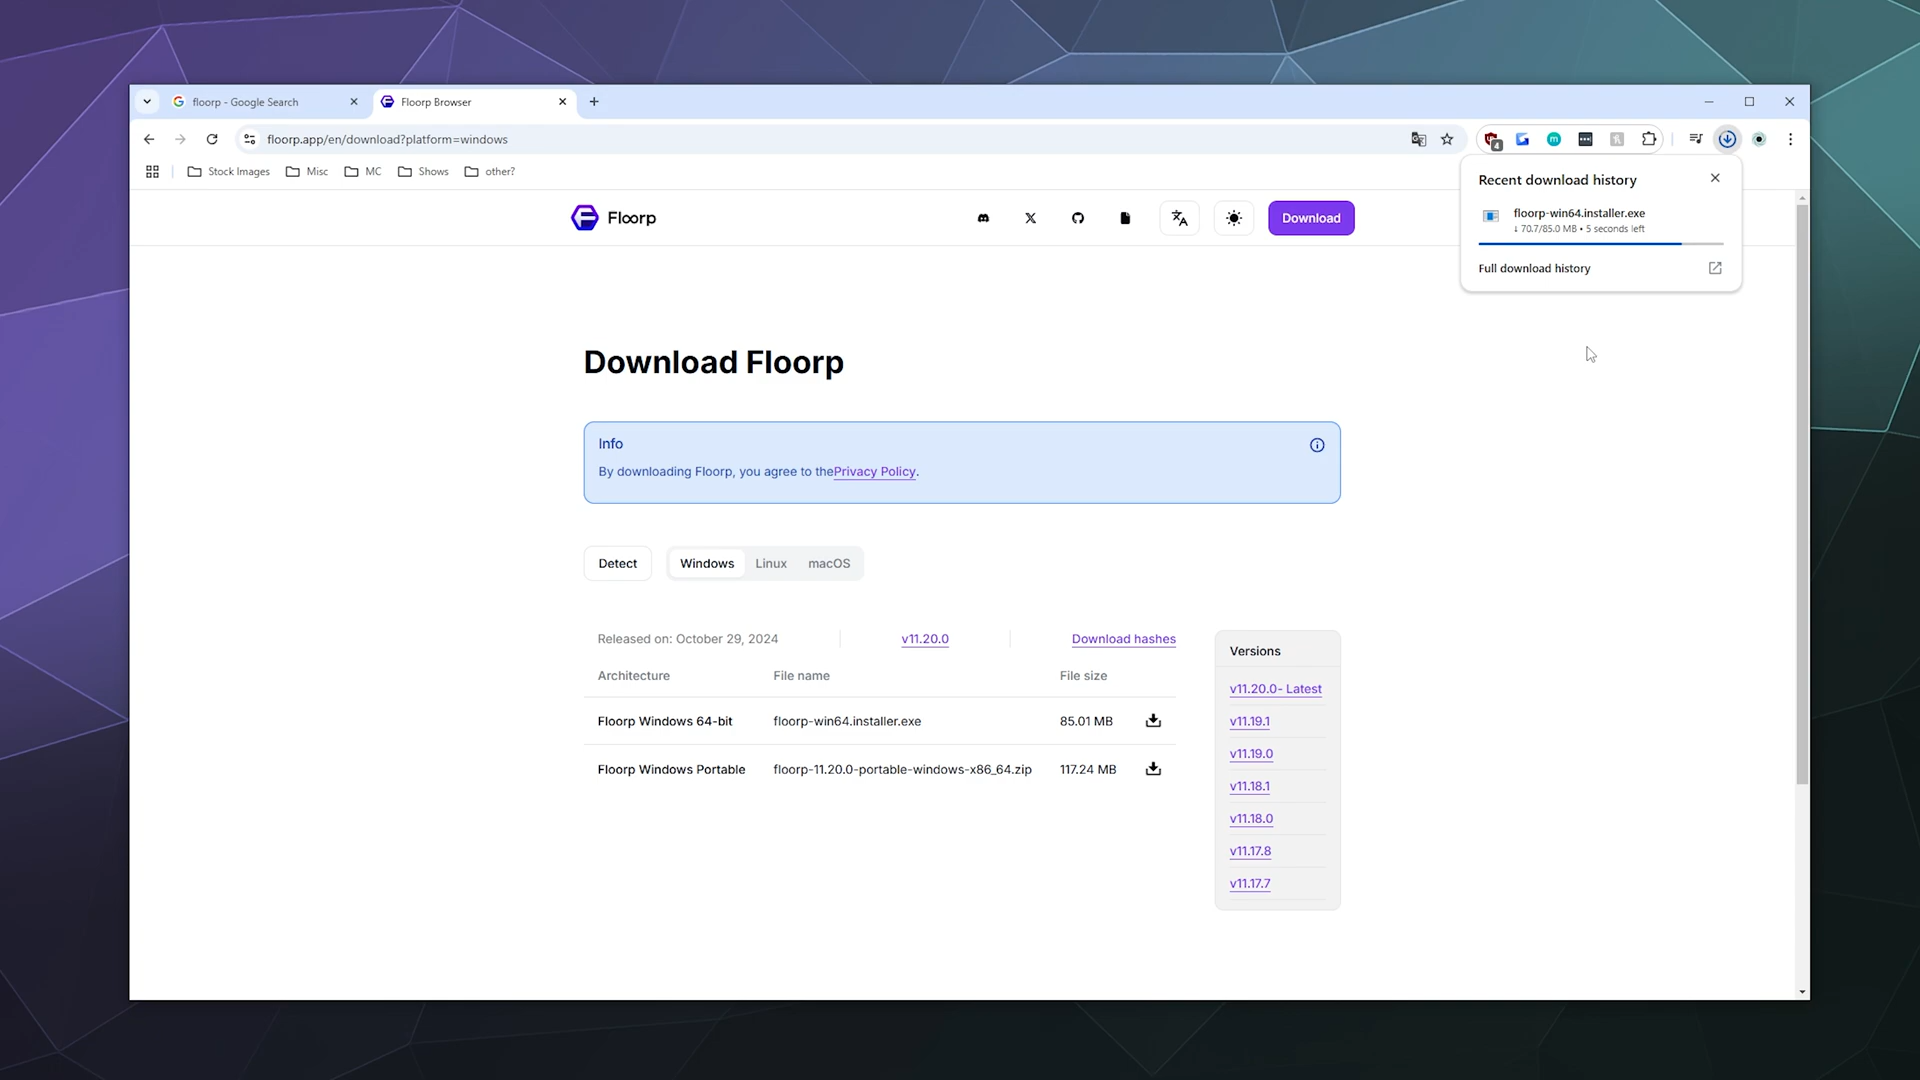 floorp - Google Search
Floorp Browser
floorp.app/en/download?platform=windows
4
Stock Images
Misc
MC
Shows
other?
Recent download history
floorp-win64.installer.exe
↓ 70.7/85.0 MB • 5 seconds left
Full download history
Floorp
Download
Download Floorp
Info
By downloading Floorp, you agree to thePrivacy Policy.
Detect
Windows
Linux
macOS
Released on: October 29, 2024
v11.20.0
Download hashes
Architecture
File name
File size
Floorp Windows 64-bit
floorp-win64.installer.exe
85.01 MB
Floorp Windows Portable
floorp-11.20.0-portable-windows-x86_64.zip
117.24 MB
Versions
v11.20.0- Latest
v11.19.1
v11.19.0
v11.18.1
v11.18.0
v11.17.8
v11.17.7